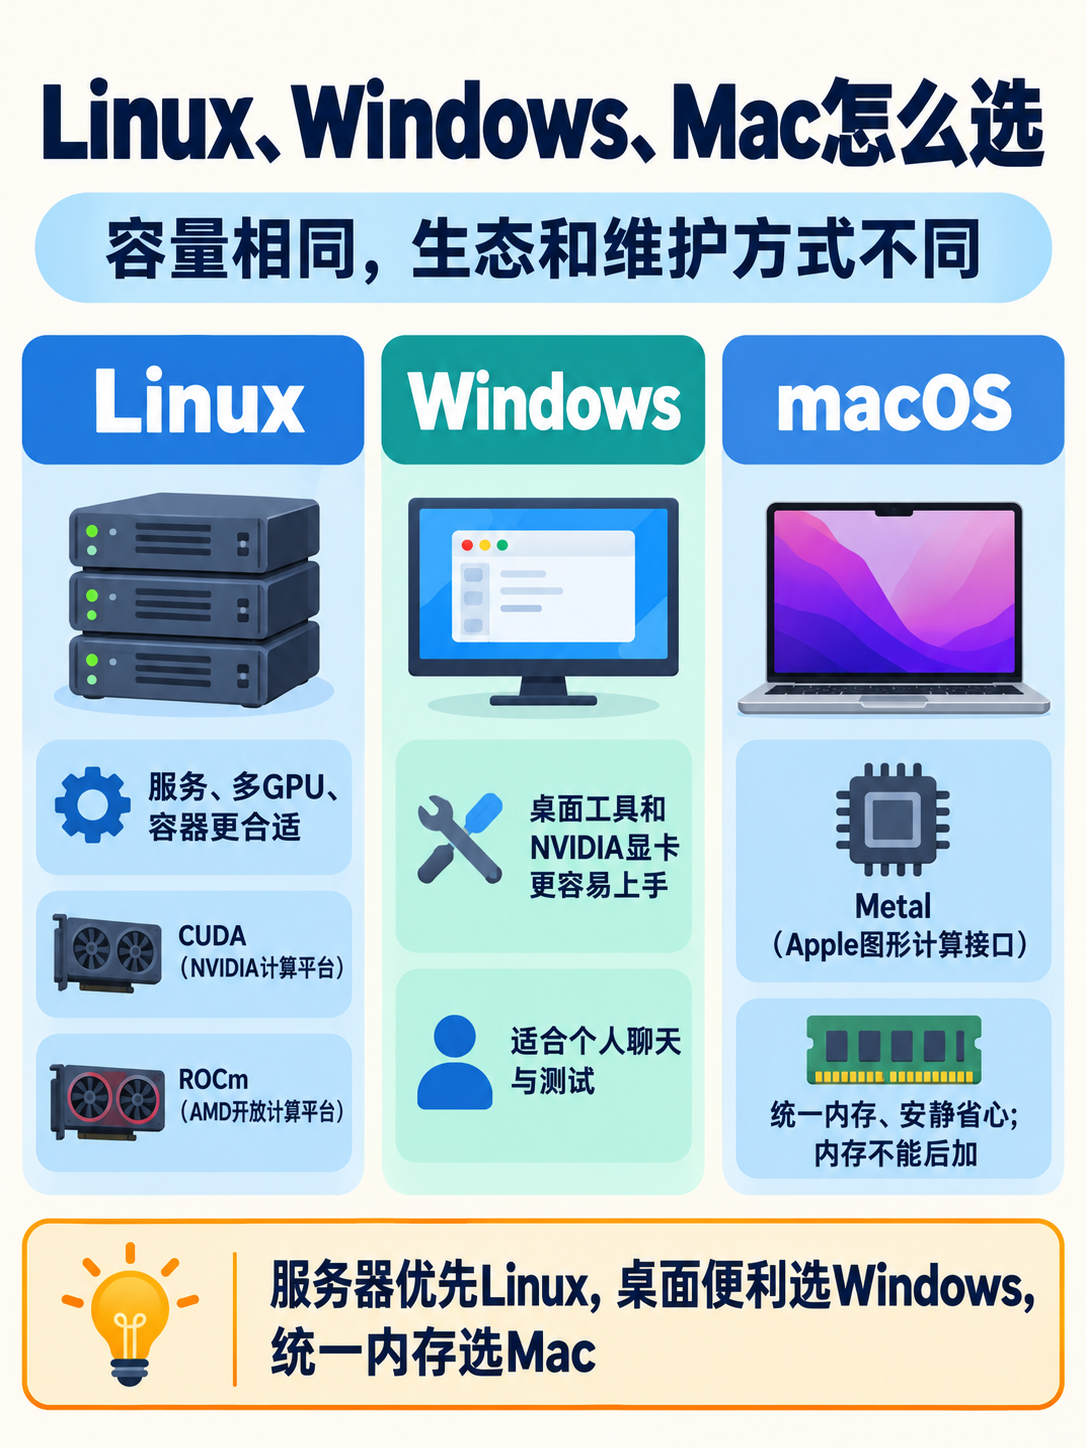 Linux、Windows、Mac怎么选
容量相同，生态和维护方式不同
Linux
服务、多GPU、
容器更合适
CUDA
（NVIDIA计算平台）
ROCm
（AMD开放计算平台）
Windows
桌面工具和
NVIDIA显卡
更容易上手
适合个人聊天
与测试
macOS
Metal
（Apple图形计算接口）
统一内存、安静省心；
内存不能后加
服务器优先Linux，桌面便利选Windows，
统一内存选Mac